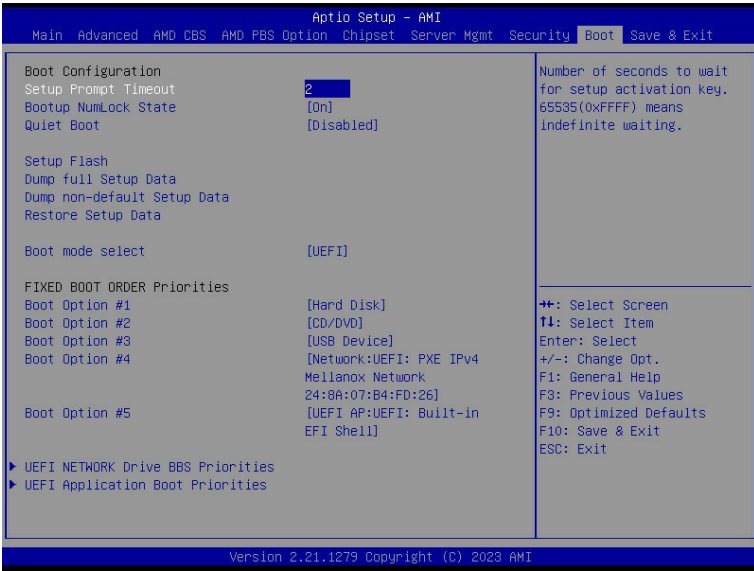 Aptio Setup – AMI
Main Advanced AMD CBS AMD PBS Option Chipset Server Mgmt Security Boot Save & Exit
Boot Configuration
Setup Prompt Timeout 2
Bootup NumLock State [On]
Quiet Boot [Disabled]
Setup Flash
Dump full Setup Data
Dump non-default Setup Data
Restore Setup Data
Boot mode select [UEFI]
FIXED BOOT ORDER Priorities
Boot Option #1 [Hard Disk]
Boot Option #2 [CD/DVD]
Boot Option #3 [USB Device]
Boot Option #4 [Network:UEFI: PXE IPv4
Mellanox Network
24:8A:07:B4:FD:26]
Boot Option #5 [UEFI AP:UEFI: Built-in
EFI Shell]
UEFI NETWORK Drive BBS Priorities
UEFI Application Boot Priorities
Number of seconds to wait
for setup activation key.
65535(0xFFFF) means
indefinite waiting.
→←: Select Screen
↑↓: Select Item
Enter: Select
+/-: Change Opt.
F1: General Help
F3: Previous Values
F9: Optimized Defaults
F10: Save & Exit
ESC: Exit
Version 2.21.1279 Copyright (C) 2023 AMI